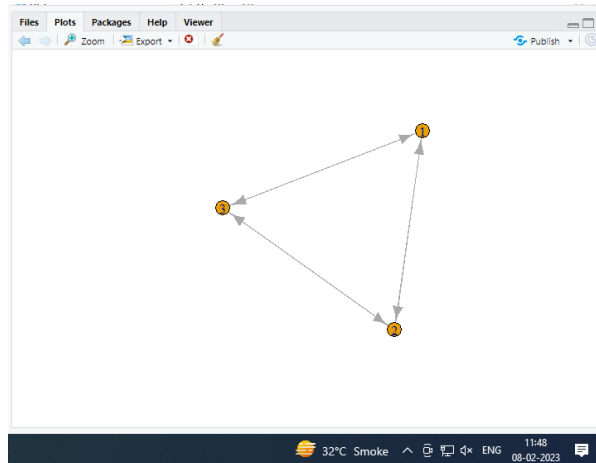 Files Plots Packages Help Viewer
Zoom Export Publish
1
3
2
32°C Smoke ENG 11:48
08-02-2023